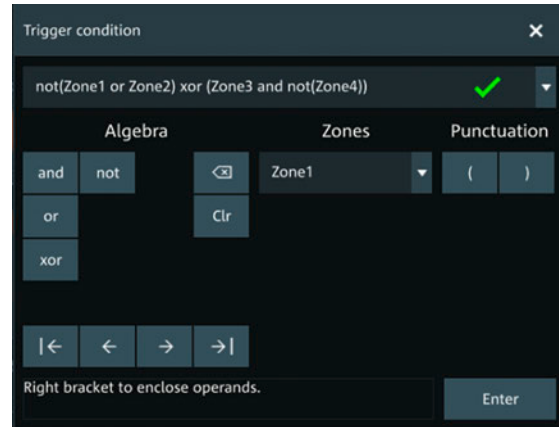 Trigger condition
not(Zone1 or Zone2) xor (Zone3 and not(Zone4))
Algebra Zones Punctuation
and not Zone1 ( )
or Clr
xor
|← ← → →|
Right bracket to enclose operands.
Enter